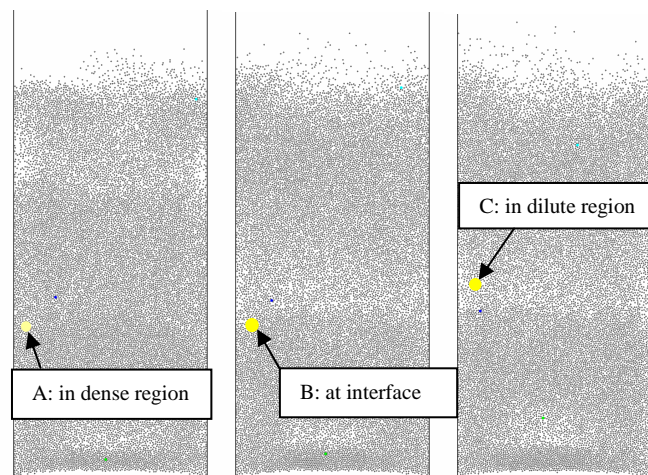 A: in dense region
B: at interface
C: in dilute region